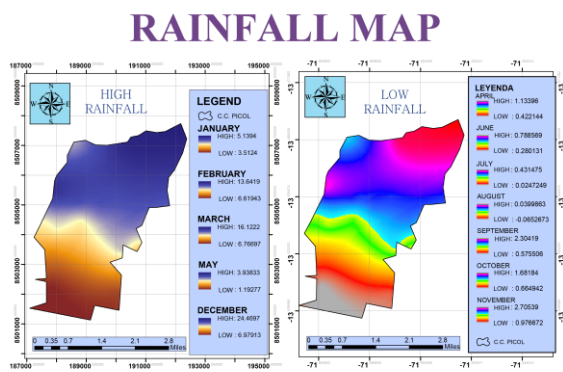 RAINFALL MAP
187000 189000 191000 193000 195000
-71 -71 -71 -71
N
W E
S
HIGH
RAINFALL
LEGEND
C.C. PICOL
JANUARY
HIGH: 5.1394
LOW : 3.5124
FEBRUARY
HIGH: 13.6419
LOW : 6.61943
MARCH
HIGH: 16.1222
LOW : 6.76697
MAY
HIGH: 3.93833
LOW : 1.19277
DECEMBER
HIGH: 24.4697
LOW : 6.97913
8509000
8507000
8505000
8503000
8501000
8509000
8507000
8505000
8503000
8501000
0 0.35 0.7 1.4 2.1 2.8
Miles
187000 189000 191000 193000 195000
N
W E
S
LOW
RAINFALL
LEYENDA
APRIL
HIGH : 1.13396
LOW : 0.422144
JUNE
HIGH : 0.788569
LOW : 0.280131
JULY
HIGH : 0.431475
LOW : 0.0247249
AUGUST
HIGH : 0.0399863
LOW : -0.0652673
SEPTEMBER
HIGH : 2.30419
LOW : 0.575506
OCTOBER
HIGH : 1.68184
LOW : 0.664942
NOVEMBER
HIGH : 2.70539
LOW : 0.976672
C.C. PICOL
-13
-13
-13
-13
-13
0 0.35 0.7 1.4 2.1 2.8
Miles
-71 -71 -71 -71